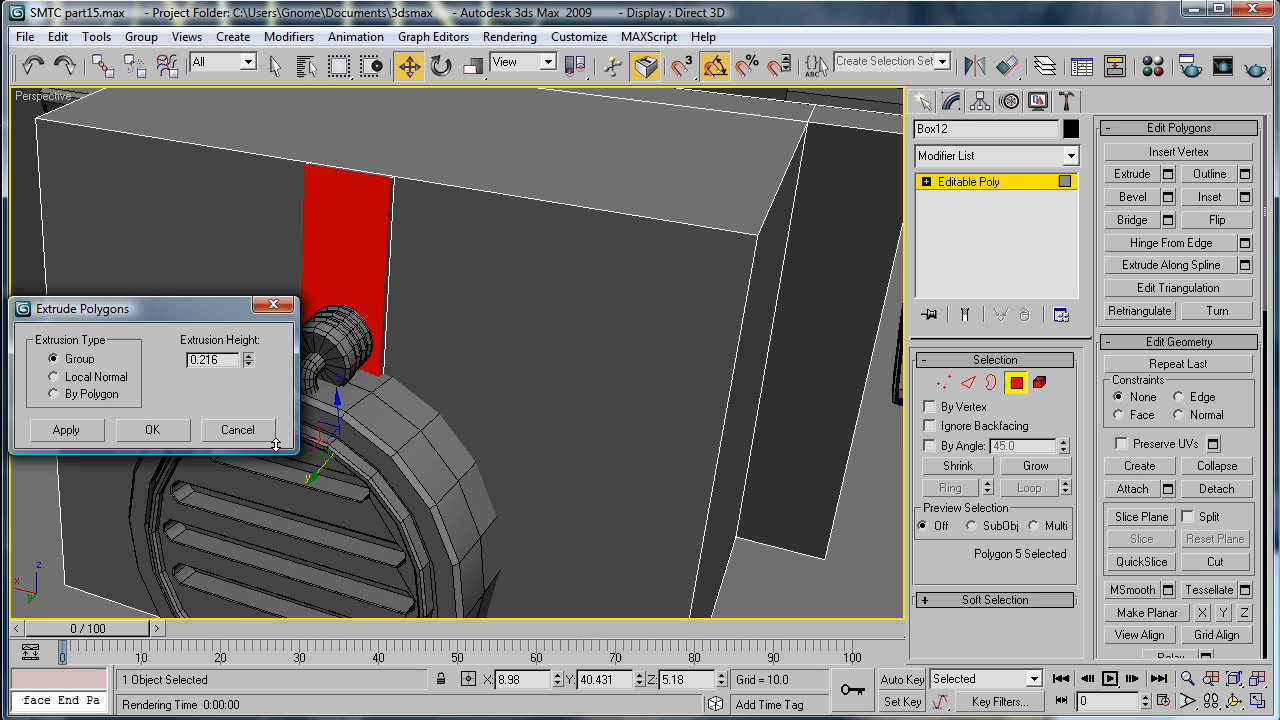 SMTC part15.max - Project Folder: C:\Users\Gnome\Documents\3dsmax - Autodesk 3ds Max 2009 - Display : Direct 3D
File Edit Tools Group Views Create Modifiers Animation Graph Editors Rendering Customize MAXScript Help
All View 3 % ABC Create Selection Set
Perspective
Box12
Modifier List
Editable Poly
Extrude Polygons
Extrusion Type
Group
Local Normal
By Polygon
Extrusion Height:
0.216
Apply OK Cancel
Selection
By Vertex
Ignore Backfacing
By Angle: 45.0
Shrink Grow
Ring Loop
Preview Selection
Off SubObj Multi
Polygon 5 Selected
Soft Selection
Edit Polygons
Insert Vertex
Extrude Outline
Bevel Inset
Bridge Flip
Hinge From Edge
Extrude Along Spline
Edit Triangulation
Retriangulate Turn
Edit Geometry
Repeat Last
Constraints
None Edge
Face Normal
Preserve UVs
Create Collapse
Attach Detach
Slice Plane Split
Slice Reset Plane
QuickSlice Cut
MSmooth Tessellate
Make Planar X Y Z
View Align Grid Align
Relax
z
x
y
0 / 100
0 10 20 30 40 50 60 70 80 90 100
1 Object Selected X: 8.98 Y: 40.431 Z: 5.18 Grid = 10.0 Auto Key Selected
face End Pa Rendering Time 0:00:00 Add Time Tag Set Key Key Filters... 0